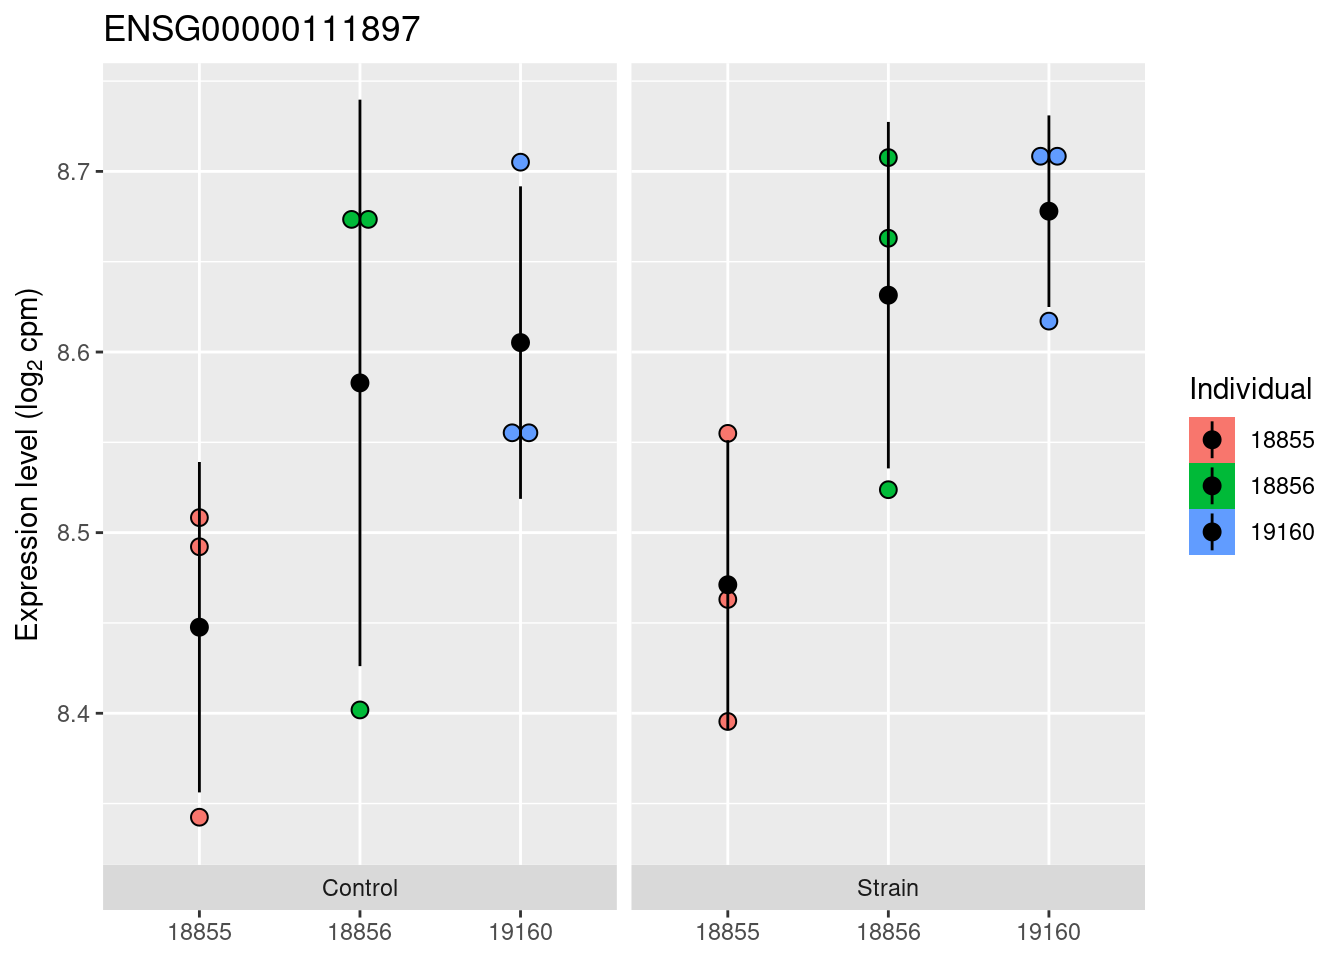 ENSG00000111897
Expression level (log₂ cpm)
8.7
8.6
8.5
8.4
Control
Strain
18855 18856 19160
18855 18856 19160
Individual
18855
18856
19160